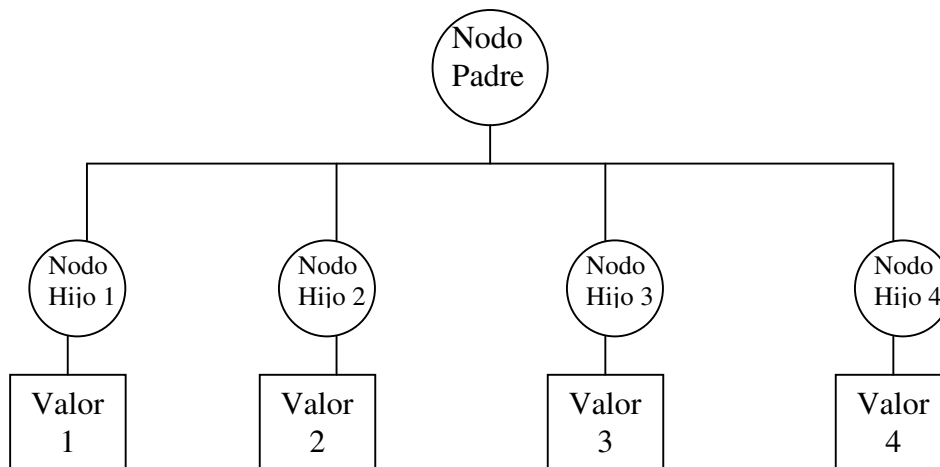 Nodo
Padre
Nodo
Hijo 1
Nodo
Hijo 2
Nodo
Hijo 3
Nodo
Hijo 4
Valor
1
Valor
2
Valor
3
Valor
4